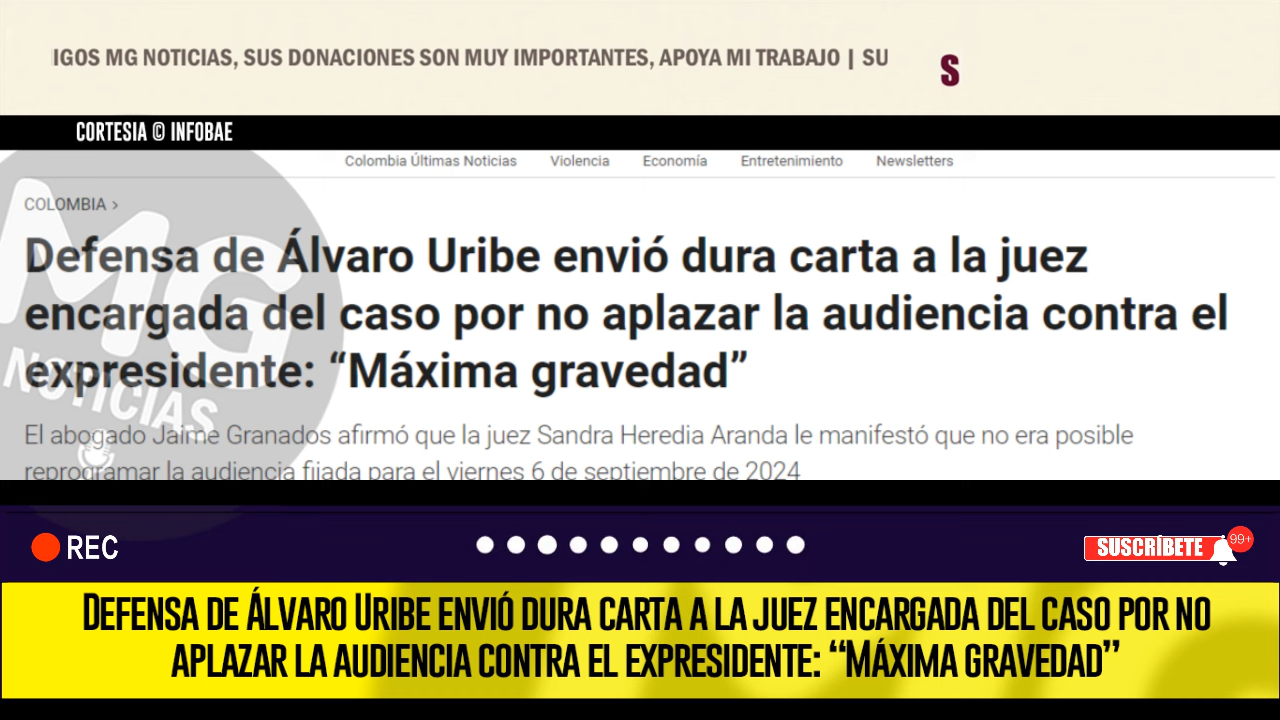 IGOS MG NOTICIAS, SUS DONACIONES SON MUY IMPORTANTES, APOYA MI TRABAJO | SU
S
CORTESIA © INFOBAE
Colombia Últimas Noticias Violencia Economía Entretenimiento Newsletters
COLOMBIA >
Defensa de Álvaro Uribe envió dura carta a la juez
encargada del caso por no aplazar la audiencia contra el
expresidente: “Máxima gravedad”
MG
NOTICIAS
El abogado Jaime Granados afirmó que la juez Sandra Heredia Aranda le manifestó que no era posible
reprogramar la audiencia fijada para el viernes 6 de septiembre de 2024
REC
SUSCRÍBETE 99+
DEFENSA DE ÁLVARO URIBE ENVIÓ DURA CARTA A LA JUEZ ENCARGADA DEL CASO POR NO
APLAZAR LA AUDIENCIA CONTRA EL EXPRESIDENTE: “MÁXIMA GRAVEDAD”